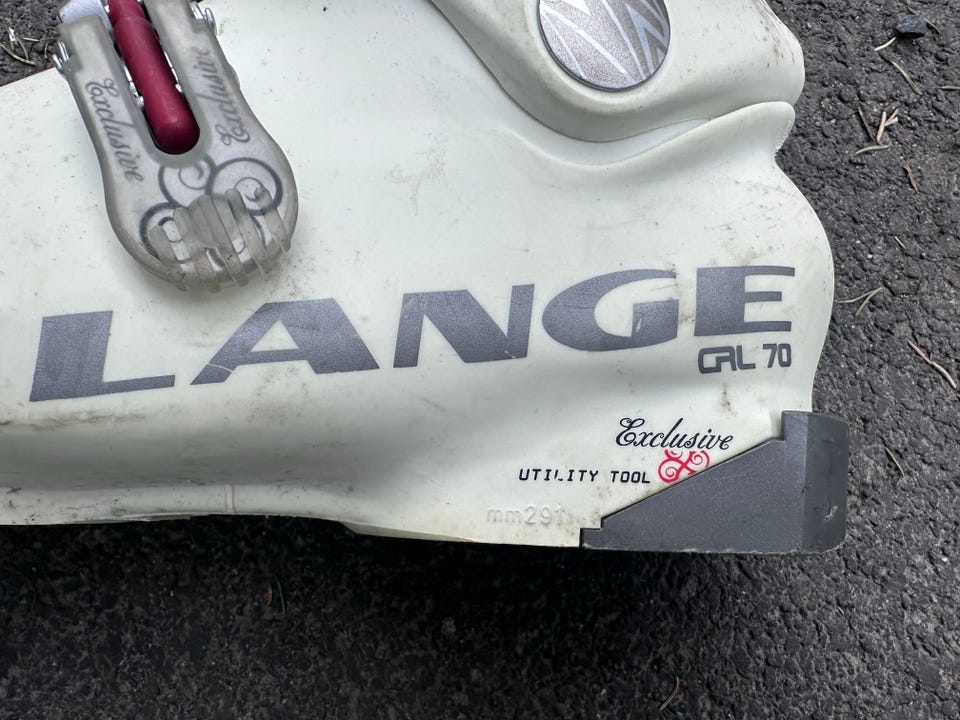 Exclusive
Exclusive
LANGE
CRL 70
Exclusive
UTILITY TOOL
mm291